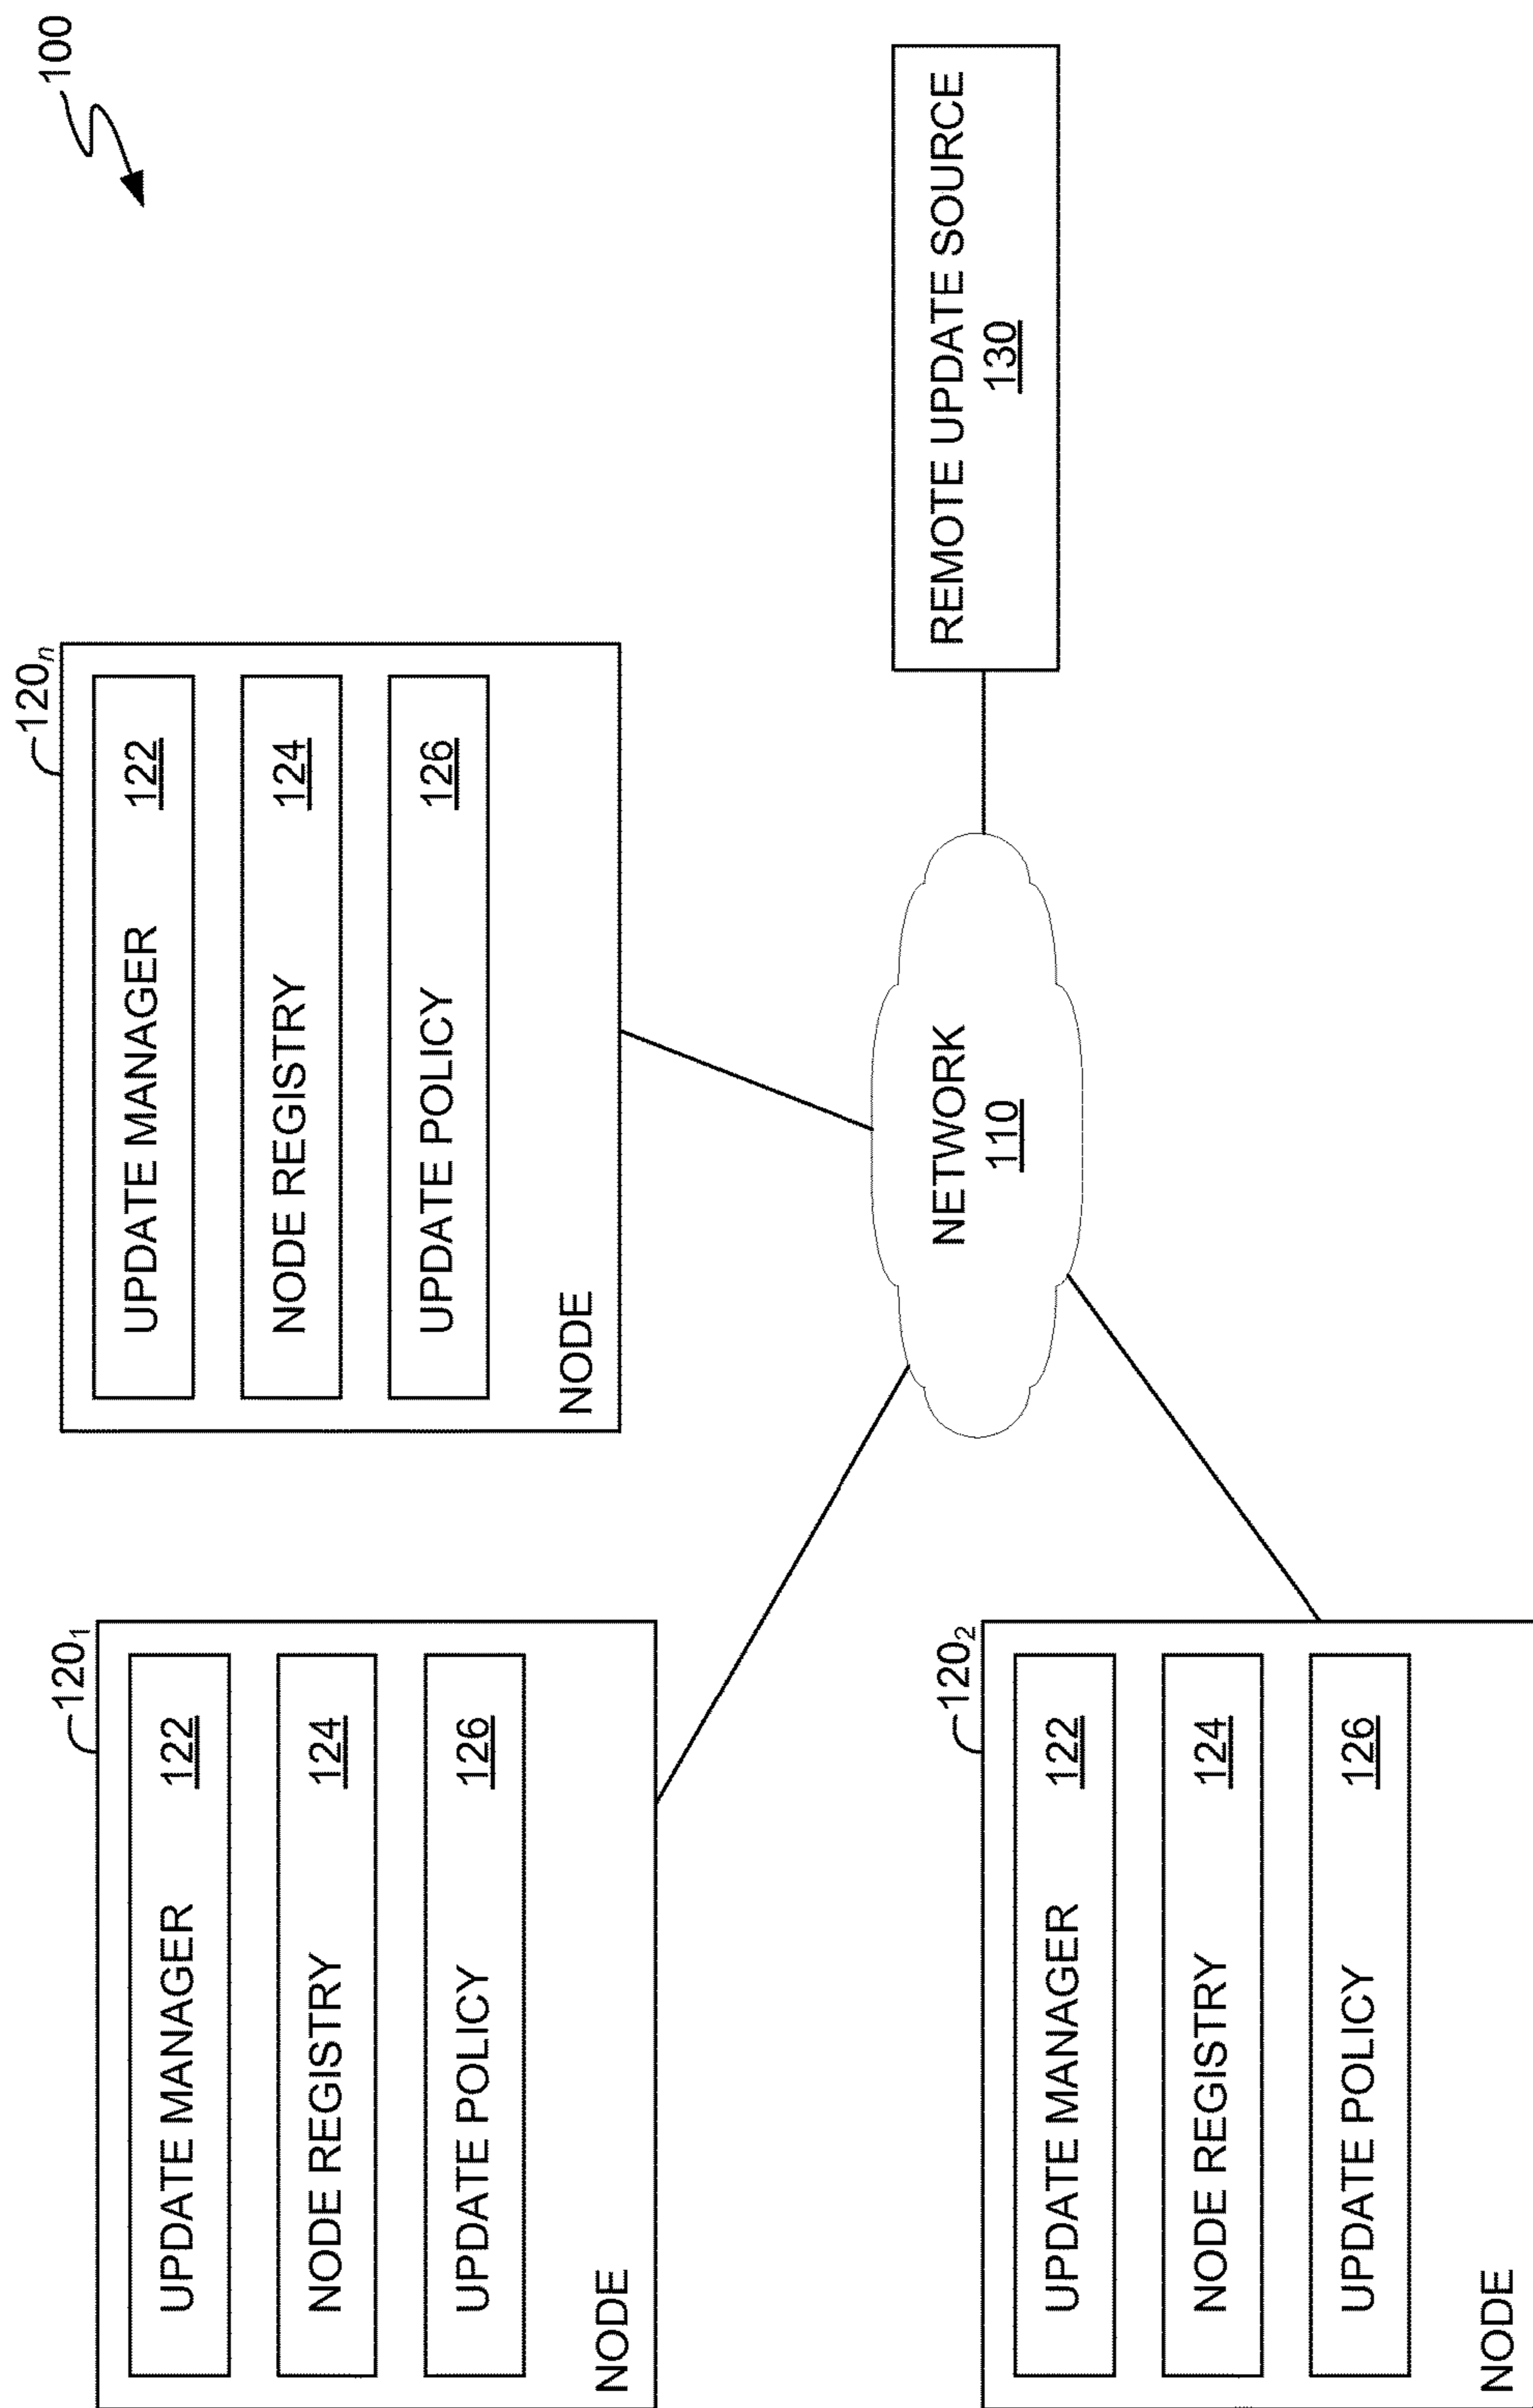 100
120n
UPDATE MANAGER 122
NODE REGISTRY 124
UPDATE POLICY 126
NODE
120₁
UPDATE MANAGER 122
NODE REGISTRY 124
UPDATE POLICY 126
NODE
NETWORK
110
REMOTE UPDATE SOURCE
130
120₂
UPDATE MANAGER 122
NODE REGISTRY 124
UPDATE POLICY 126
NODE